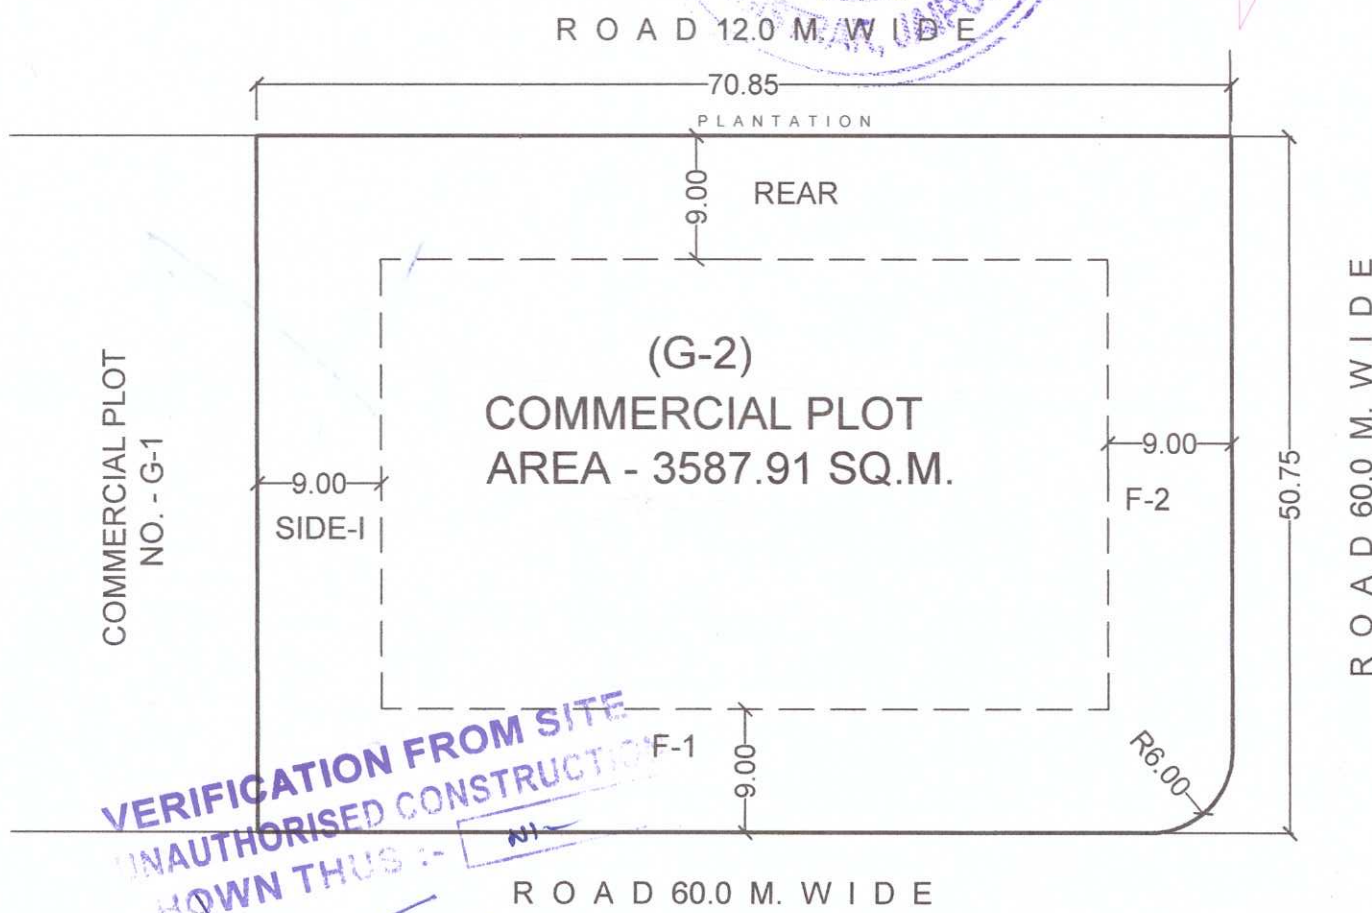 ROAD 12.0 M. WIDE
70.85
PLANTATION
9.00
REAR
(G-2)
COMMERCIAL PLOT
AREA - 3587.91 SQ.M.
COMMERCIAL PLOT
NO. - G-1
9.00
SIDE-I
9.00
F-2
50.75
ROAD 60.0 M. WIDE
F-1
9.00
R6.00
VERIFICATION FROM SITE
UNAUTHORISED CONSTRUCTION
HOWN THUS :-
ROAD 60.0 M. WIDE